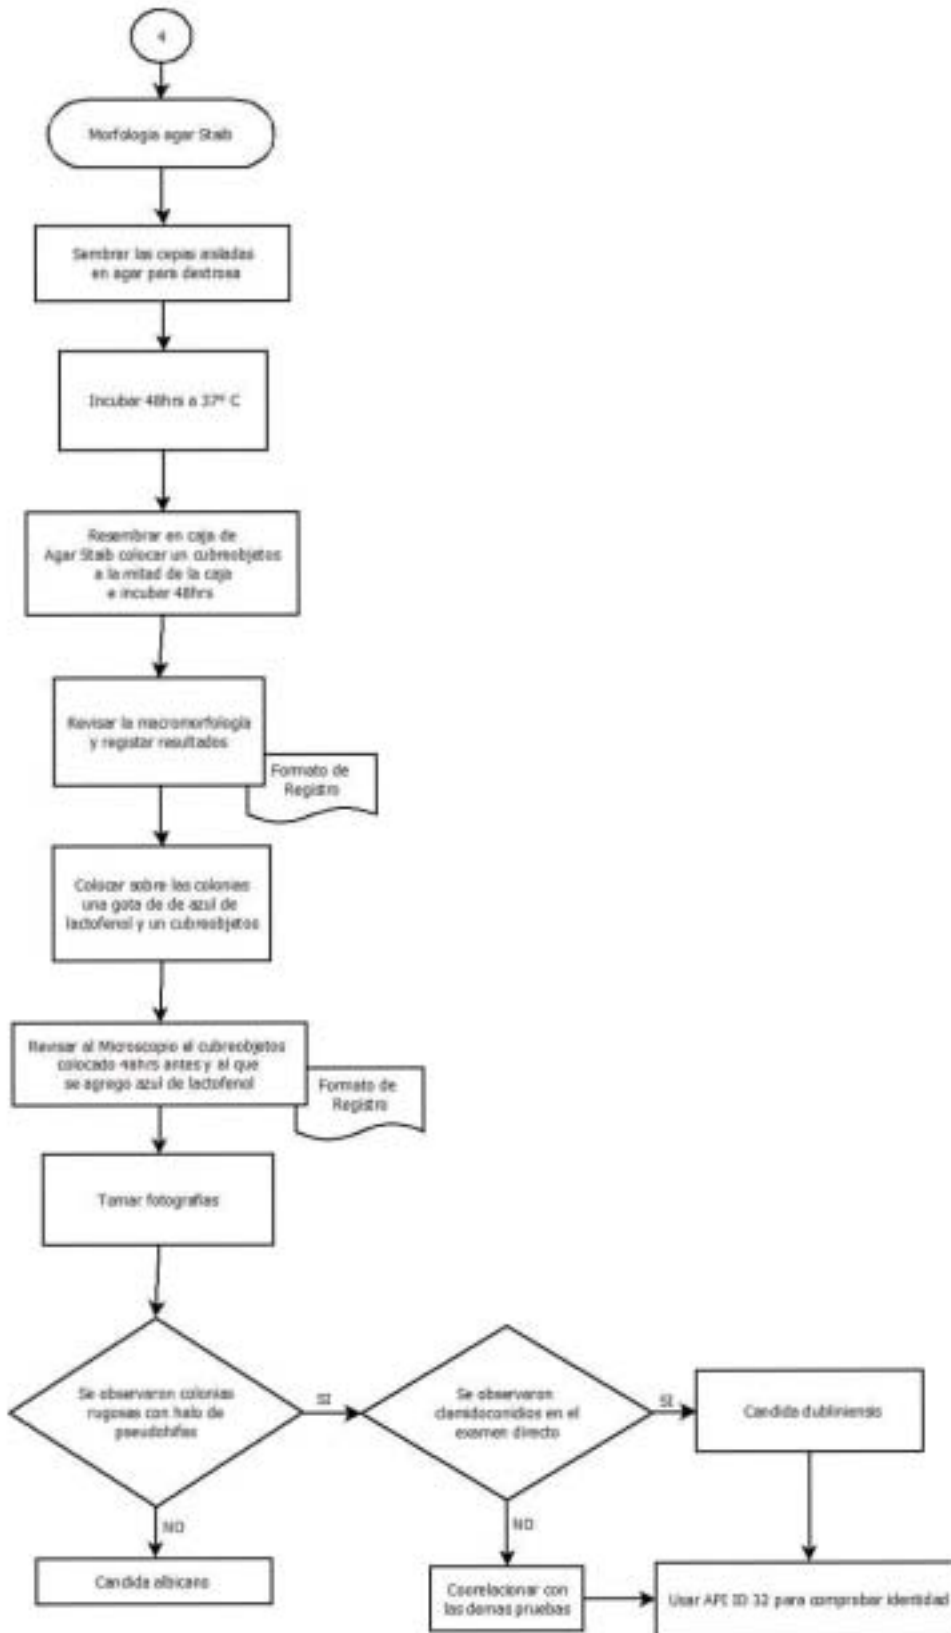 4
Morfologia agar Staib
Sembrar las cepas aisladas
en agar para dextrosa
Incubar 48hrs a 37° C
Resembrar en caja de
Agar Staib colocar un cubreobjetos
a la mitad de la caja
e incubar 48hrs
Revisar la macromorfología
y registar resultados
Formato de
Registro
Colocar sobre las colonias
una gota de de azul de
lactofenol y un cubreobjetos
Revisar al Microscopio el cubreobjetos
colocado 48hrs antes y al que
se agrego azul de lactofenol
Formato de
Registro
Tomar fotografias
Se observaron colonias
rugosas con halo de
pseudohifas
SI
Se observaron
clamidoconidios en el
examen directo
SI
Candida dubliniensis
NO
NO
Candida albicans
Coorelacionar con
las demas pruebas
Usar API ID 32 para comprobar identidad